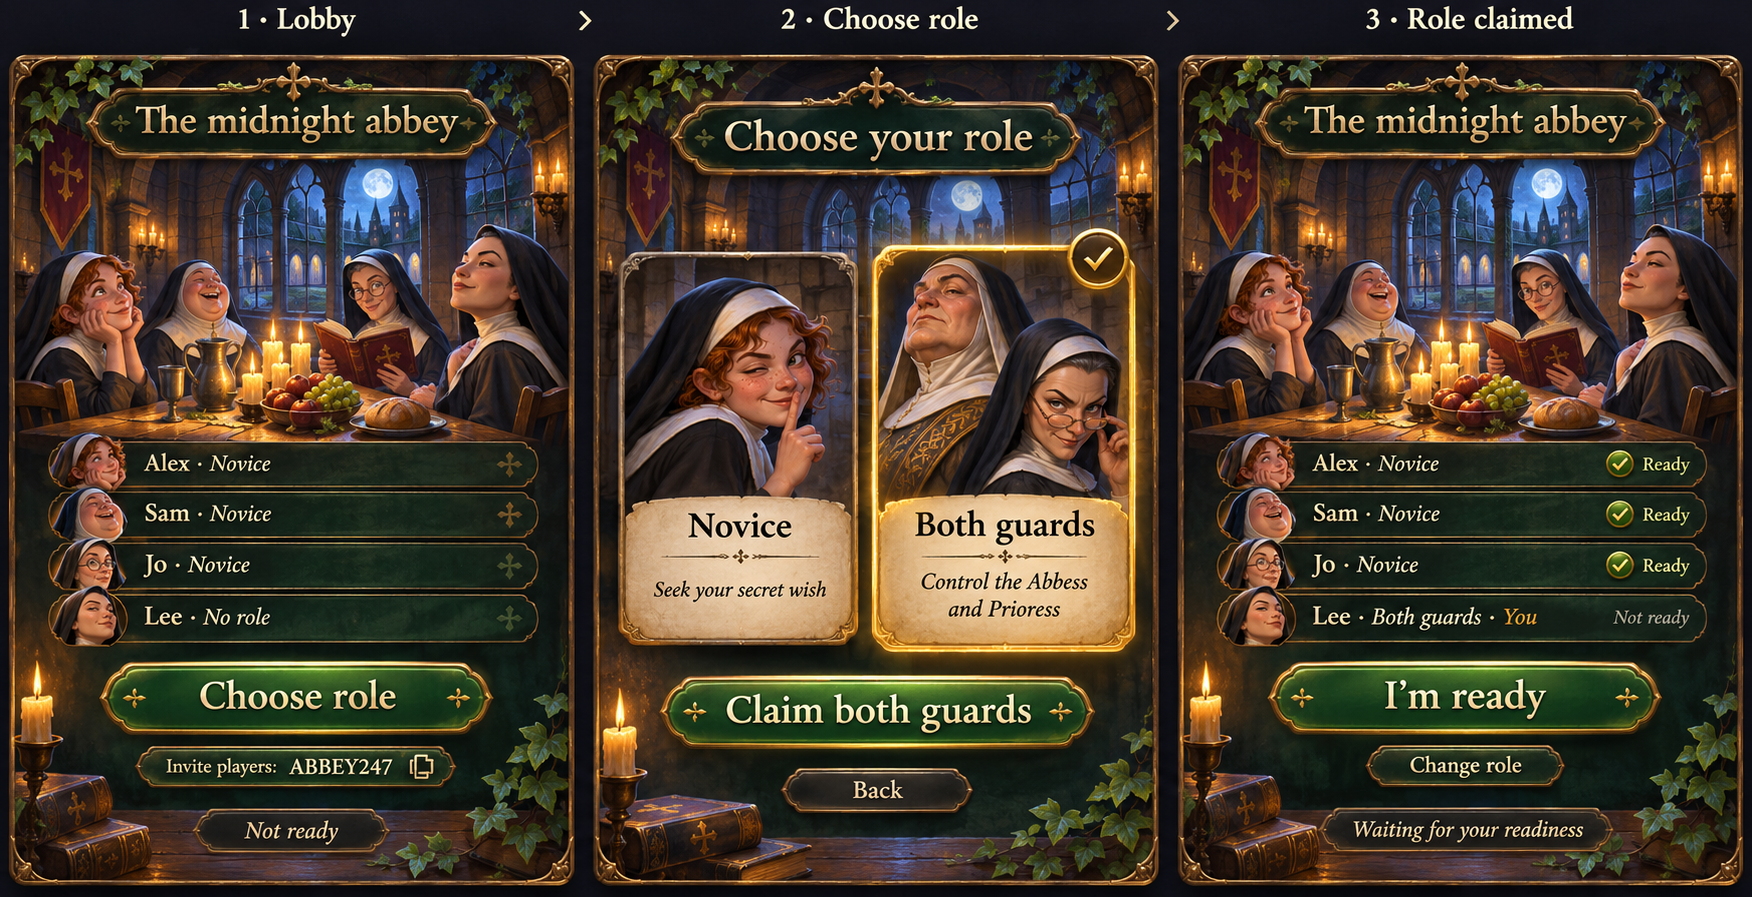 1 · Lobby
The midnight abbey
Alex · Novice
Sam · Novice
Jo · Novice
Lee · No role
Choose role
Invite players: ABBEY247
Not ready
2 · Choose role
Choose your role
Novice
Seek your secret wish
Both guards
Control the Abbess
and Prioress
Claim both guards
Back
3 · Role claimed
The midnight abbey
Alex · Novice Ready
Sam · Novice Ready
Jo · Novice Ready
Lee · Both guards · You Not ready
I'm ready
Change role
Waiting for your readiness